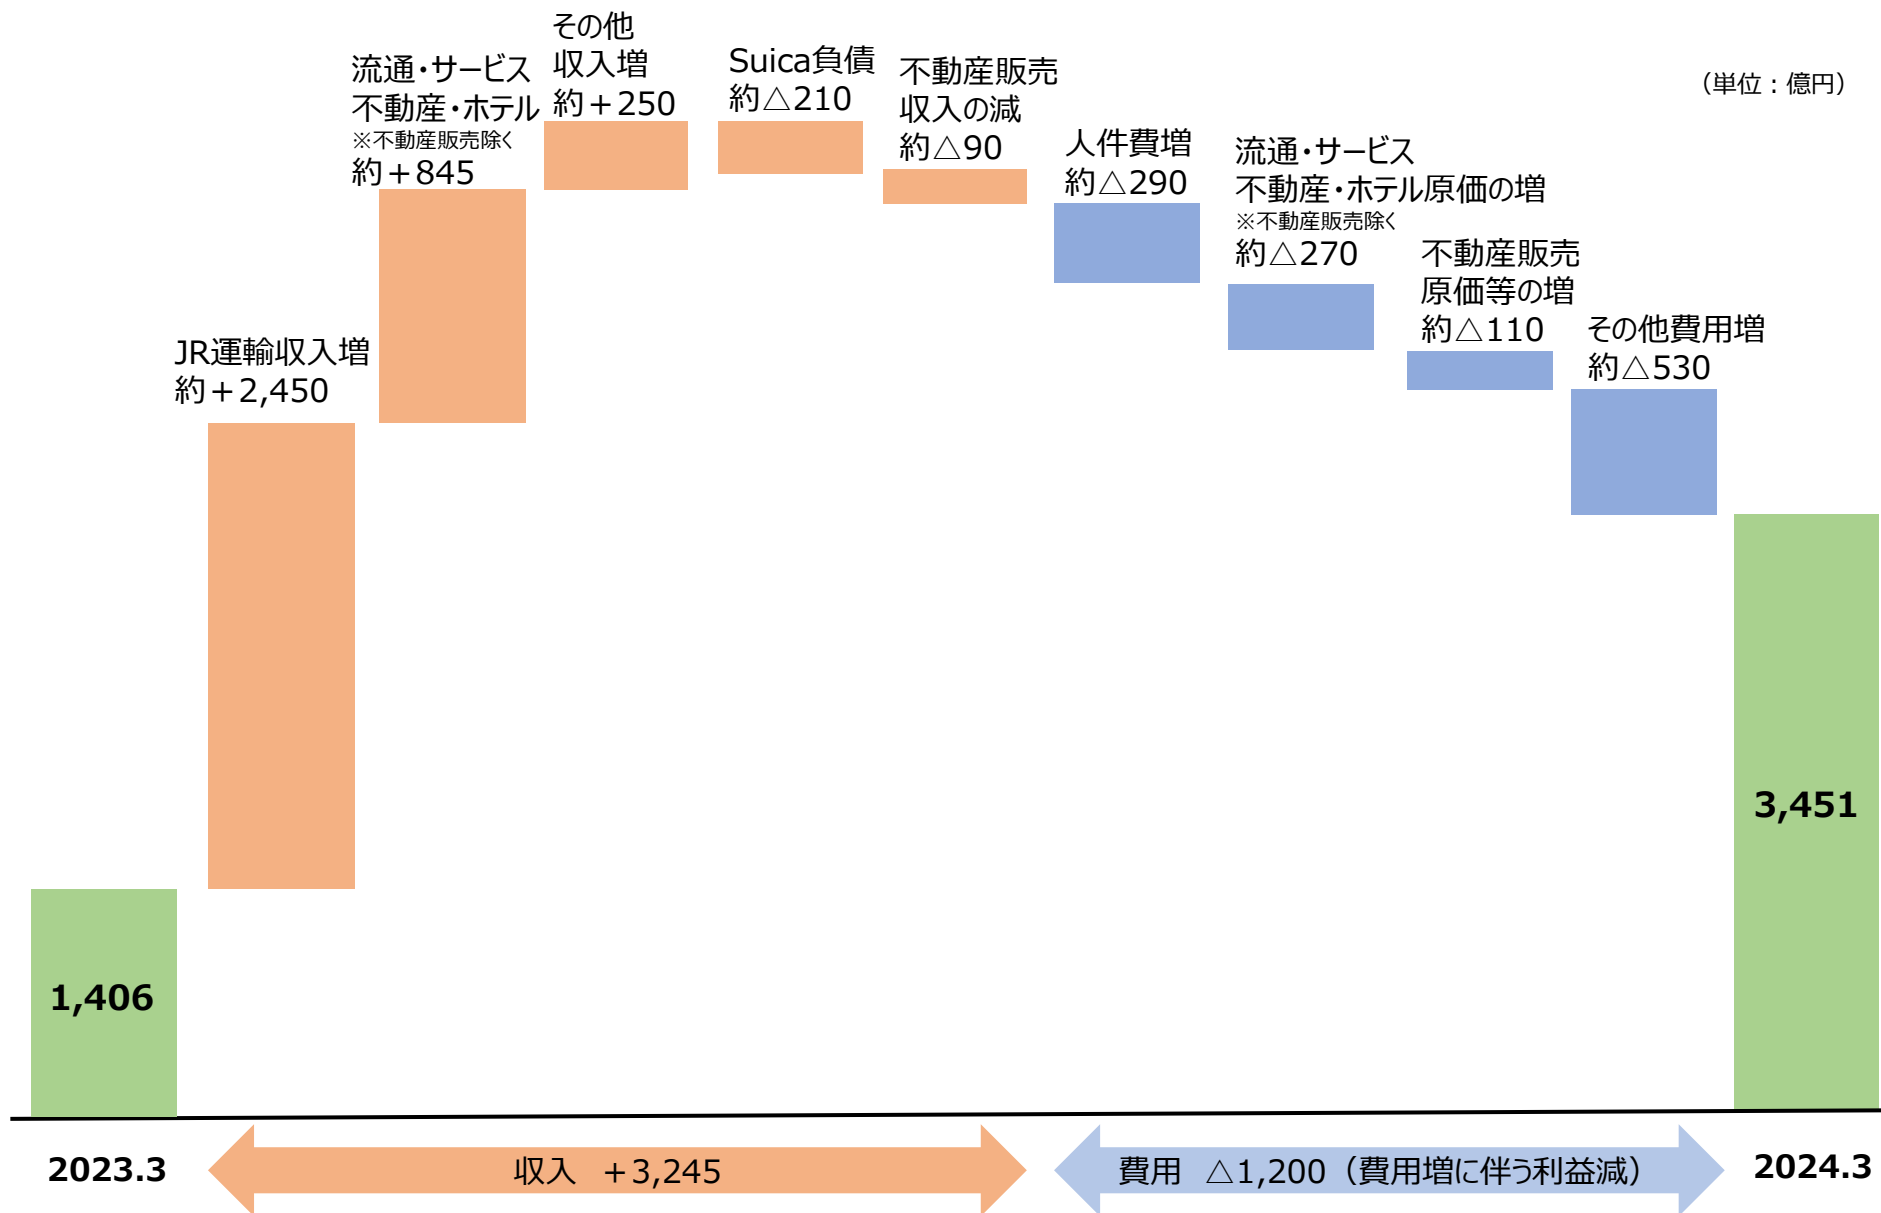 （単位：億円）
1,406
JR運輸収入増
約＋2,450
流通・サービス
不動産・ホテル
※不動産販売除く
約＋845
その他
収入増
約＋250
Suica負債
約△210
不動産販売
収入の減
約△90
人件費増
約△290
流通・サービス
不動産・ホテル原価の増
※不動産販売除く
約△270
不動産販売
原価等の増
約△110
その他費用増
約△530
3,451
2023.3
収入　＋3,245
費用　△1,200（費用増に伴う利益減）
2024.3